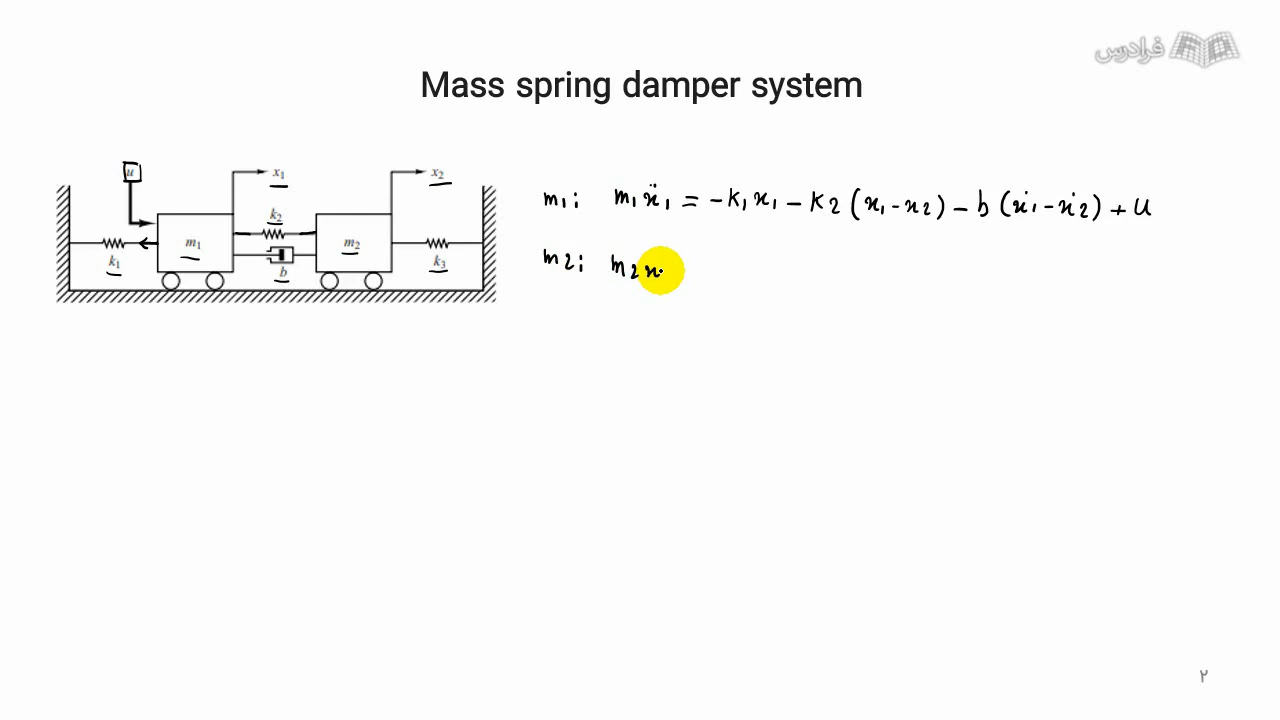 فرادرس
Mass spring damper system
u
x₁
x₂
k₂
m₁
m₂
k₁
b
k₃
m₁: m₁ẍ₁ = -k₁x₁ - k₂(x₁-x₂) - b(ẋ₁-ẋ₂) + u
m₂: m₂ẋ
۲